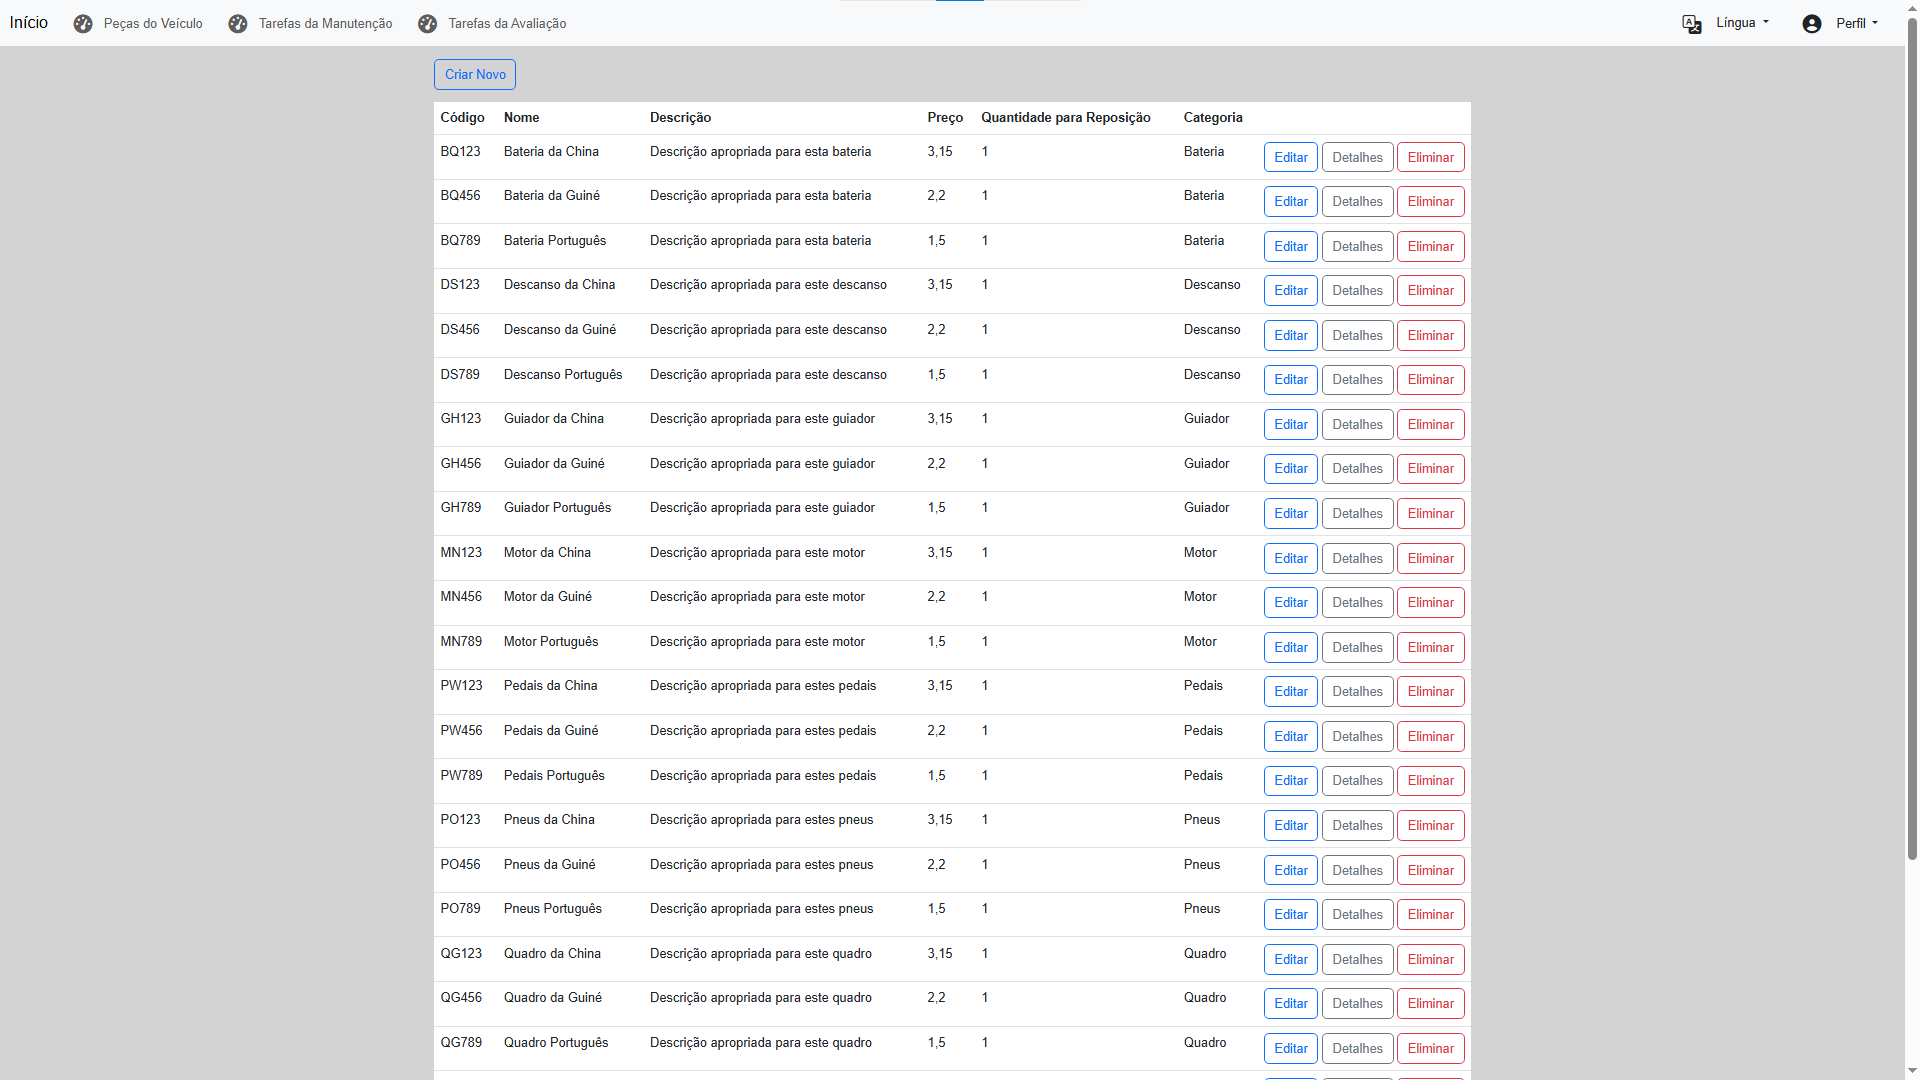 Início Peças do Veículo Tarefas da Manutenção Tarefas da Avaliação Língua Perfil
Criar Novo
Código Nome Descrição Preço Quantidade para Reposição Categoria
BQ123 Bateria da China Descrição apropriada para esta bateria 3,15 1 Bateria Editar Detalhes Eliminar
BQ456 Bateria da Guiné Descrição apropriada para esta bateria 2,2 1 Bateria Editar Detalhes Eliminar
BQ789 Bateria Português Descrição apropriada para esta bateria 1,5 1 Bateria Editar Detalhes Eliminar
DS123 Descanso da China Descrição apropriada para este descanso 3,15 1 Descanso Editar Detalhes Eliminar
DS456 Descanso da Guiné Descrição apropriada para este descanso 2,2 1 Descanso Editar Detalhes Eliminar
DS789 Descanso Português Descrição apropriada para este descanso 1,5 1 Descanso Editar Detalhes Eliminar
GH123 Guiador da China Descrição apropriada para este guiador 3,15 1 Guiador Editar Detalhes Eliminar
GH456 Guiador da Guiné Descrição apropriada para este guiador 2,2 1 Guiador Editar Detalhes Eliminar
GH789 Guiador Português Descrição apropriada para este guiador 1,5 1 Guiador Editar Detalhes Eliminar
MN123 Motor da China Descrição apropriada para este motor 3,15 1 Motor Editar Detalhes Eliminar
MN456 Motor da Guiné Descrição apropriada para este motor 2,2 1 Motor Editar Detalhes Eliminar
MN789 Motor Português Descrição apropriada para este motor 1,5 1 Motor Editar Detalhes Eliminar
PW123 Pedais da China Descrição apropriada para estes pedais 3,15 1 Pedais Editar Detalhes Eliminar
PW456 Pedais da Guiné Descrição apropriada para estes pedais 2,2 1 Pedais Editar Detalhes Eliminar
PW789 Pedais Português Descrição apropriada para estes pedais 1,5 1 Pedais Editar Detalhes Eliminar
PO123 Pneus da China Descrição apropriada para estes pneus 3,15 1 Pneus Editar Detalhes Eliminar
PO456 Pneus da Guiné Descrição apropriada para estes pneus 2,2 1 Pneus Editar Detalhes Eliminar
PO789 Pneus Português Descrição apropriada para estes pneus 1,5 1 Pneus Editar Detalhes Eliminar
QG123 Quadro da China Descrição apropriada para este quadro 3,15 1 Quadro Editar Detalhes Eliminar
QG456 Quadro da Guiné Descrição apropriada para este quadro 2,2 1 Quadro Editar Detalhes Eliminar
QG789 Quadro Português Descrição apropriada para este quadro 1,5 1 Quadro Editar Detalhes Eliminar